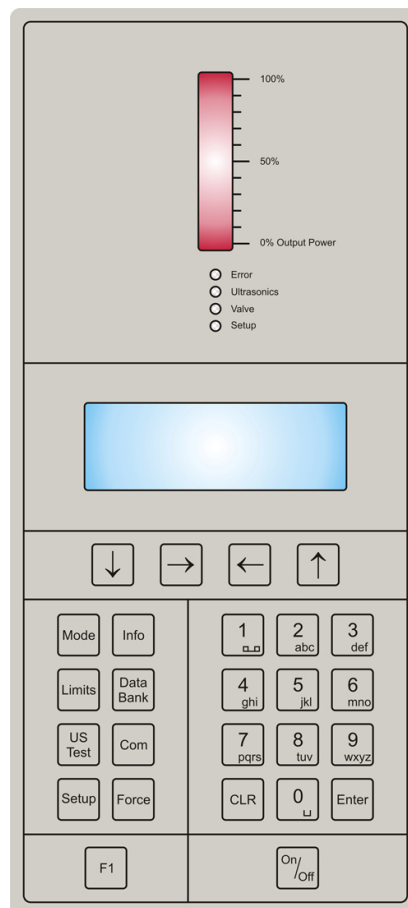 100%
50%
0% Output Power
Error
Ultrasonics
Valve
Setup
↓ → ← ↑
Mode Info
1 2 abc 3 def
Limits Data Bank
4 ghi 5 jkl 6 mno
US Test Com
7 pqrs 8 tuv 9 wxyz
Setup Force
CLR 0 ␣ Enter
F1
On/Off